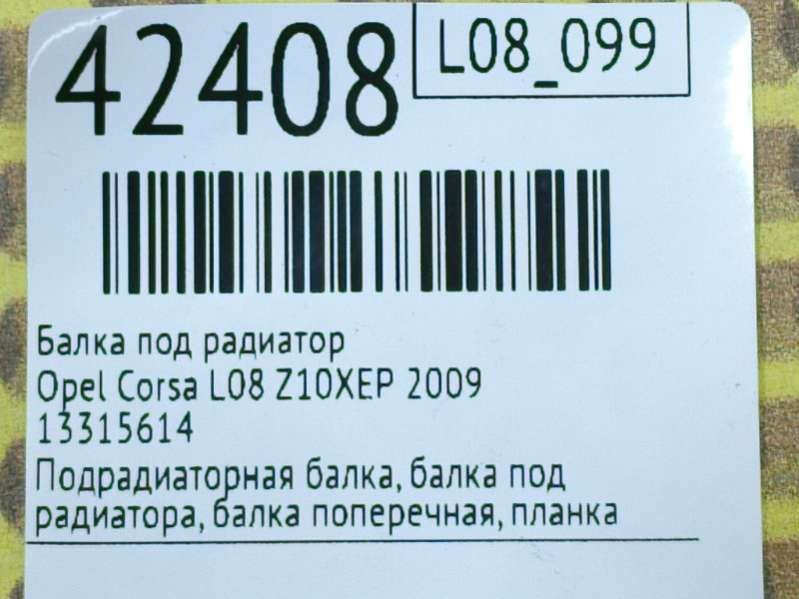 42408
L08_099
Балка под радиатор
Opel Corsa L08 Z10XEP 2009
13315614
Подрадиаторная балка, балка под
радиатора, балка поперечная, планка